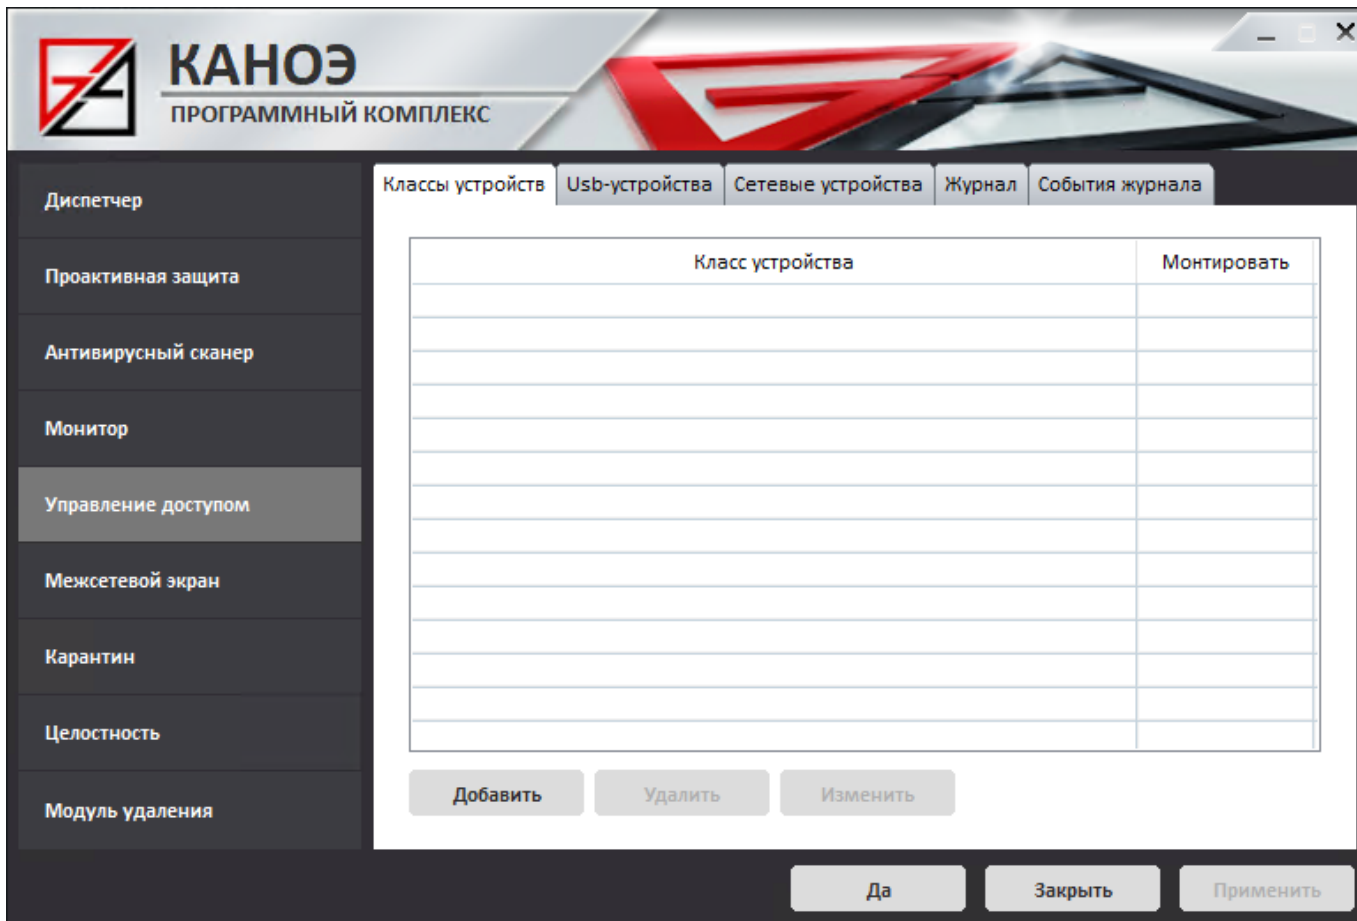 КАНОЭ
ПРОГРАММНЫЙ КОМПЛЕКС
Диспетчер
Проактивная защита
Антивирусный сканер
Монитор
Управление доступом
Межсетевой экран
Карантин
Целостность
Модуль удаления
Классы устройств Usb-устройства Сетевые устройства Журнал События журнала
Класс устройства Монтировать
Добавить Удалить Изменить
Да Закрыть Применить